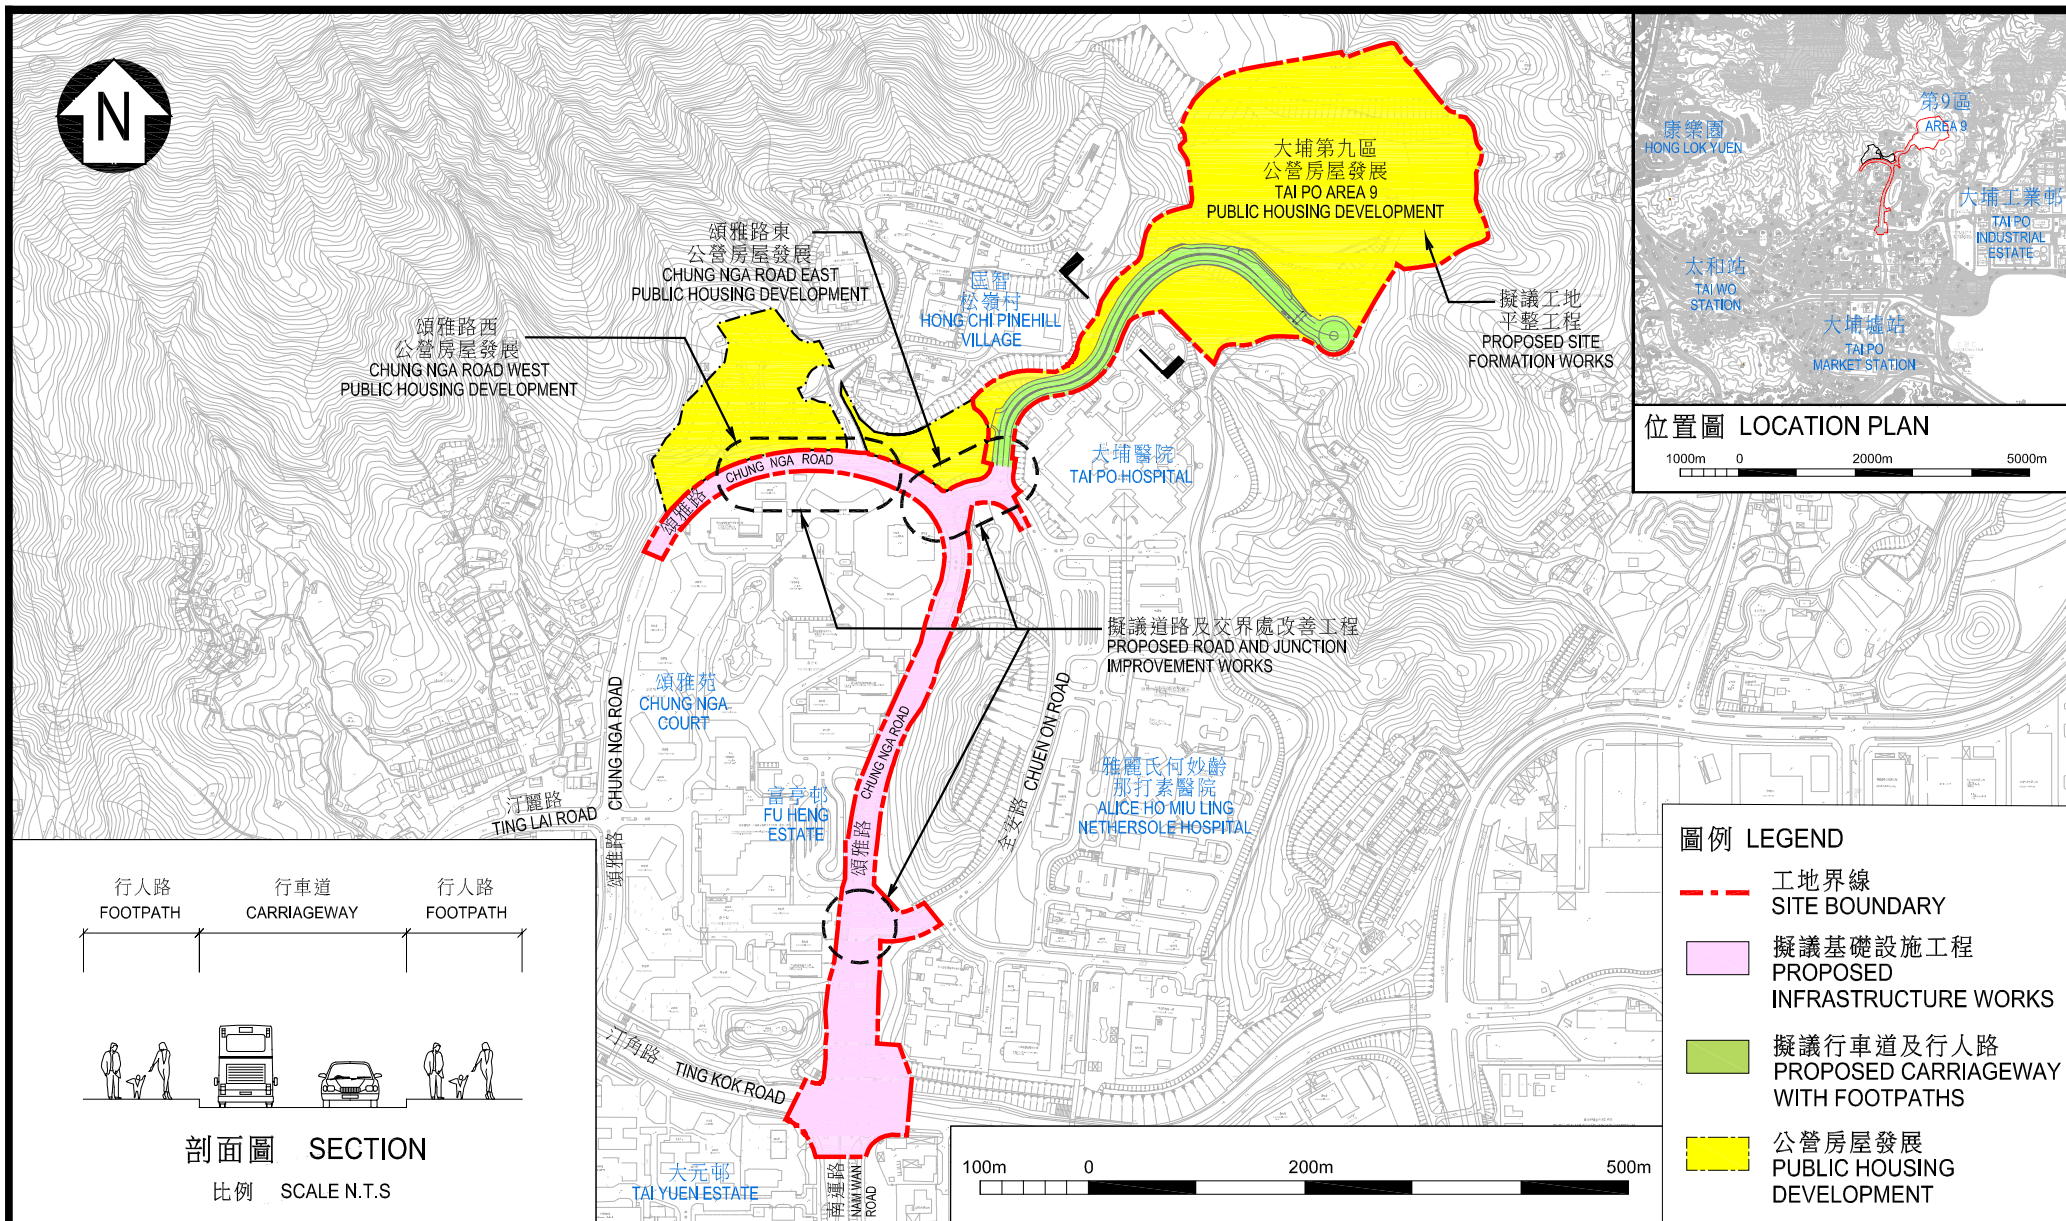 N
大埔第九區
公營房屋發展
TAI PO AREA 9
PUBLIC HOUSING DEVELOPMENT
頌雅路東
公營房屋發展
CHUNG NGA ROAD EAST
PUBLIC HOUSING DEVELOPMENT
頌雅路西
公營房屋發展
CHUNG NGA ROAD WEST
PUBLIC HOUSING DEVELOPMENT
匡智
松嶺村
HONG CHI PINEHILL
VILLAGE
擬議工地
平整工程
PROPOSED SITE
FORMATION WORKS
大埔醫院
TAI PO HOSPITAL
CHUNG NGA ROAD
頌雅路
擬議道路及交界處改善工程
PROPOSED ROAD AND JUNCTION
IMPROVEMENT WORKS
頌雅苑
CHUNG NGA
COURT
CHUNG NGA ROAD
頌雅路
CHUNG NGA ROAD
頌雅路
CHUEN ON ROAD
全安路
雅麗氏何妙齡
那打素醫院
ALICE HO MIU LING
NETHERSOLE HOSPITAL
富亨邨
FU HENG
ESTATE
汀麗路
TING LAI ROAD
汀角路
TING KOK ROAD
大元邨
TAI YUEN ESTATE
南運路
NAM WAN
ROAD
第9區
AREA 9
康樂園
HONG LOK YUEN
大埔工業邨
TAI PO
INDUSTRIAL
ESTATE
太和站
TAI WO
STATION
大埔墟站
TAI PO
MARKET STATION
位置圖 LOCATION PLAN
1000m 0 2000m 5000m
行人路 行車道 行人路
FOOTPATH CARRIAGEWAY FOOTPATH
剖面圖 SECTION
比例 SCALE N.T.S
100m 0 200m 500m
圖例 LEGEND
工地界線
SITE BOUNDARY
擬議基礎設施工程
PROPOSED
INFRASTRUCTURE WORKS
擬議行車道及行人路
PROPOSED CARRIAGEWAY
WITH FOOTPATHS
公營房屋發展
PUBLIC HOUSING
DEVELOPMENT